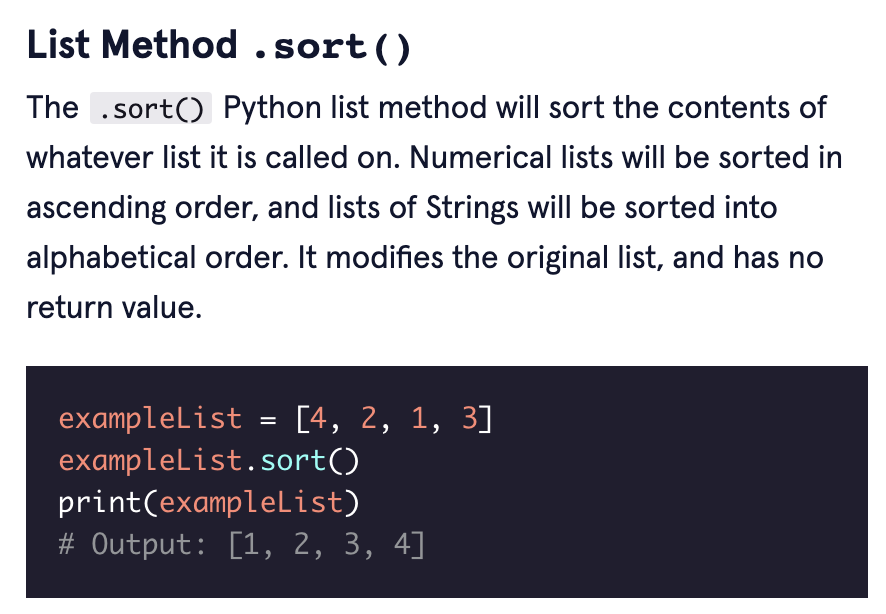 List Method .sort()
The .sort() Python list method will sort the contents of
whatever list it is called on. Numerical lists will be sorted in
ascending order, and lists of Strings will be sorted into
alphabetical order. It modifies the original list, and has no
return value.
exampleList = [4, 2, 1, 3]
exampleList.sort()
print(exampleList)
# Output: [1, 2, 3, 4]